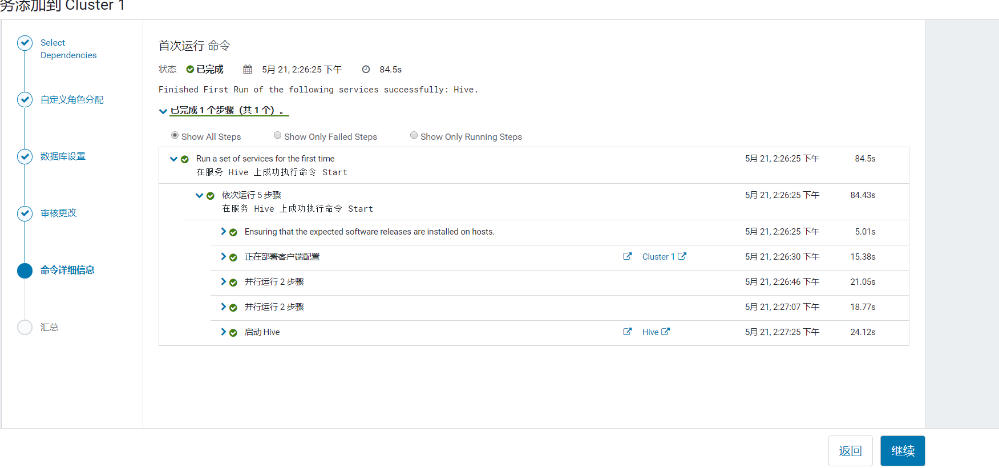 务添加到 Cluster 1
Select
Dependencies
自定义角色分配
数据库设置
审核更改
命令详细信息
汇总
首次运行 命令
状态 已完成 5月 21, 2:26:25 下午 84.5s
Finished First Run of the following services successfully: Hive.
已完成 1 个步骤（共 1 个）。
Show All Steps Show Only Failed Steps Show Only Running Steps
Run a set of services for the first time 5月 21, 2:26:25 下午 84.5s
在服务 Hive 上成功执行命令 Start
依次运行 5 步骤 5月 21, 2:26:25 下午 84.43s
在服务 Hive 上成功执行命令 Start
Ensuring that the expected software releases are installed on hosts. 5月 21, 2:26:25 下午 5.01s
正在部署客户端配置 Cluster 1 5月 21, 2:26:30 下午 15.38s
并行运行 2 步骤 5月 21, 2:26:46 下午 21.05s
并行运行 2 步骤 5月 21, 2:27:07 下午 18.77s
启动 Hive Hive 5月 21, 2:27:25 下午 24.12s
返回 继续